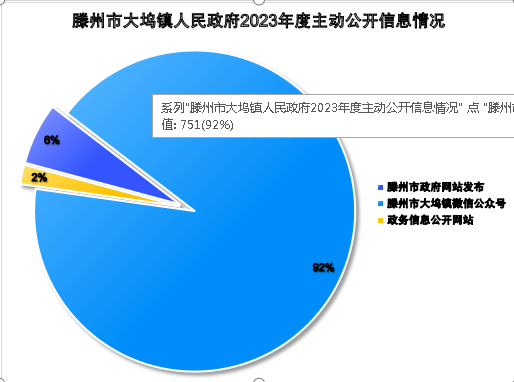 滕州市大坞镇人民政府2023年度主动公开信息情况
系列"滕州市大坞镇人民政府2023年度主动公开信息情况" 点 "滕州市
值: 751(92%)
6%
2%
92%
滕州市政府网站发布
滕州市大坞镇微信公众号
政务信息公开网站